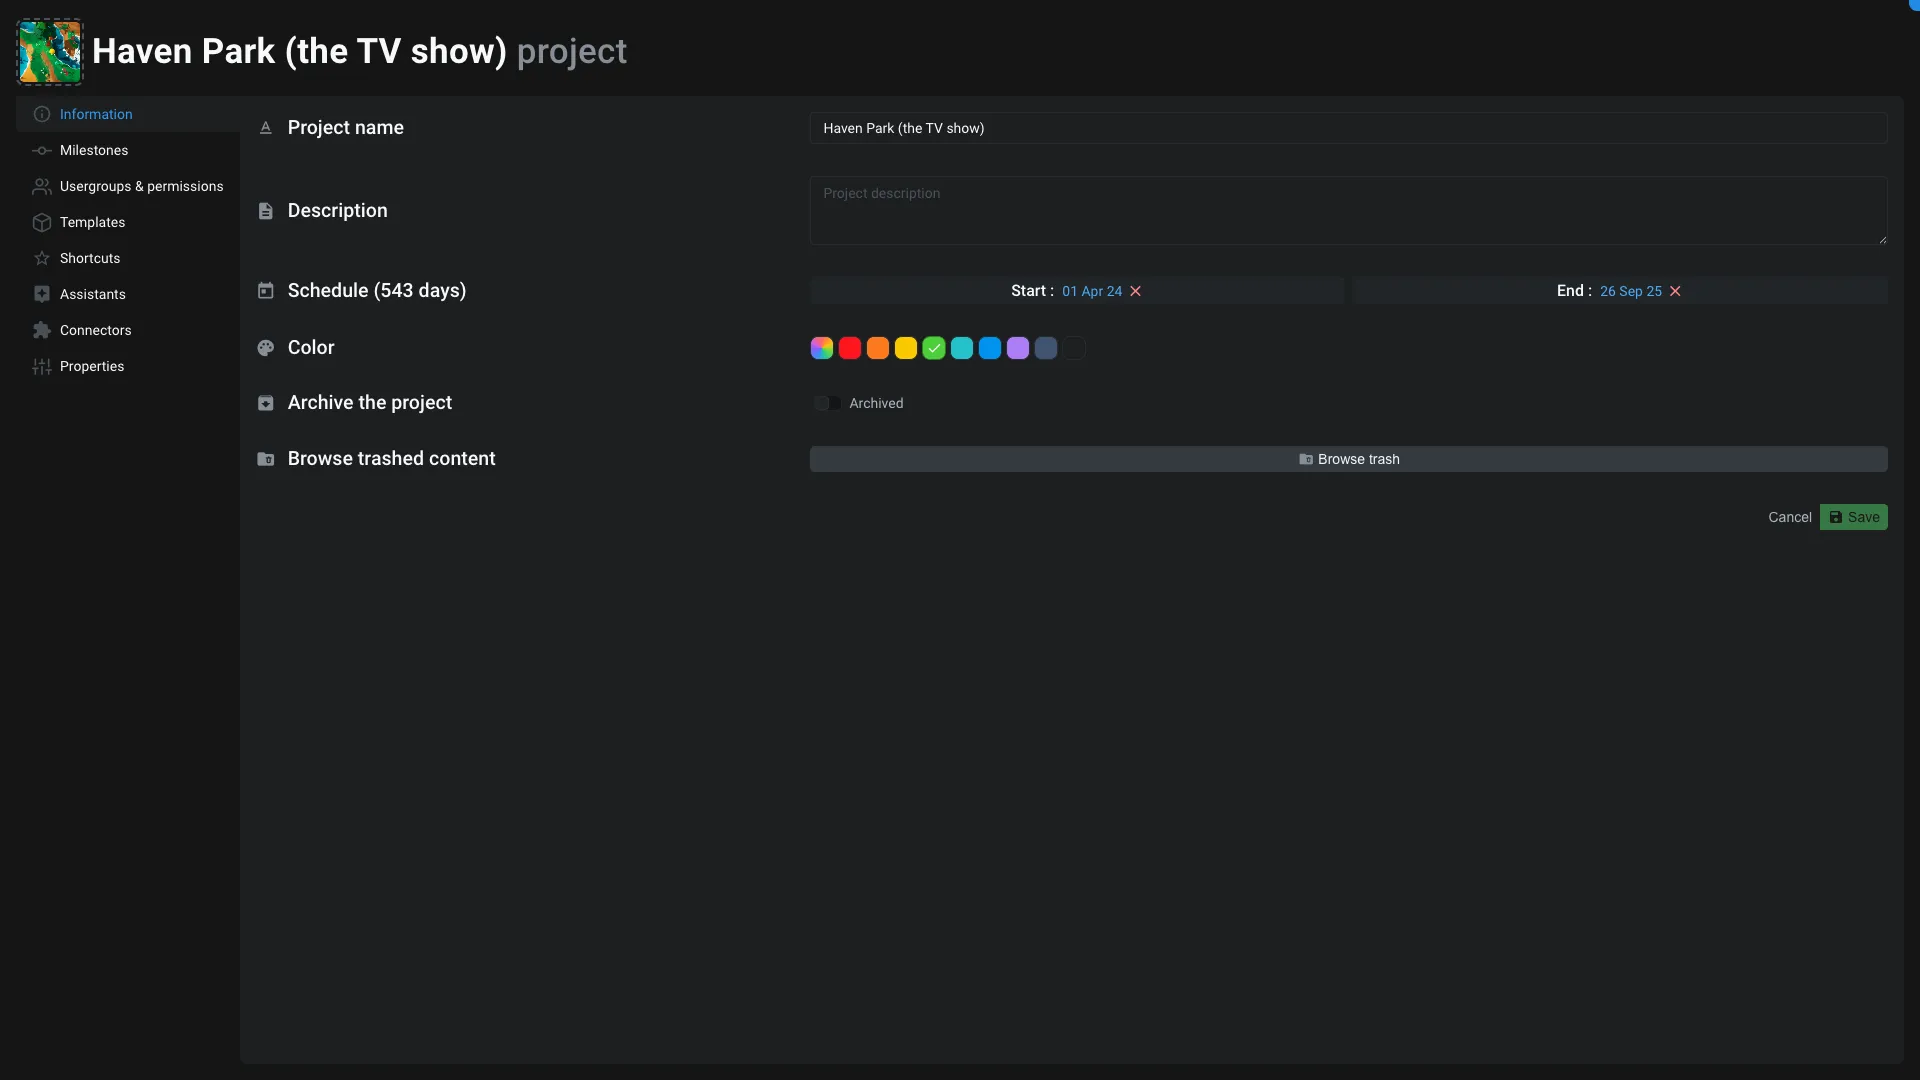 Haven Park (the TV show) project
Information
Milestones
Usergroups & permissions
Templates
Shortcuts
Assistants
Connectors
Properties
Project name
Haven Park (the TV show)
Description
Project description
Schedule (543 days)
Start : 01 Apr 24
End : 26 Sep 25
Color
Archive the project
Archived
Browse trashed content
Browse trash
Cancel
Save